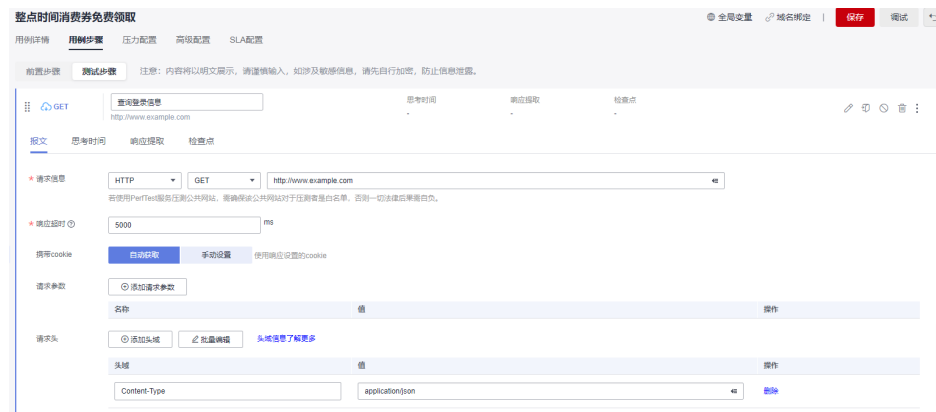 整点时间消费券免费领取 全局变量 域名绑定 | 保存 调试
用例详情 用例步骤 压力配置 高级配置 SLA配置
前置步骤 测试步骤 注意:内容将以明文展示,请谨慎输入,如涉及敏感信息,请先自行加密,防止信息泄露。
GET 查询登录信息 思考时间 响应提取 检查点
http://www.example.com - - -
报文 思考时间 响应提取 检查点
* 请求信息 HTTP GET http://www.example.com
若使用PerfTest服务压测公共网站,需确保该公共网站对于压测者是白名单,否则一切法律后果需自负。
* 响应超时 5000 ms
携带cookie 自动获取 手动设置 使用响应设置的cookie
请求参数 添加请求参数
名称 值 操作
请求头 添加头域 批量编辑 头域信息了解更多
头域 值 操作
Content-Type application/json 删除